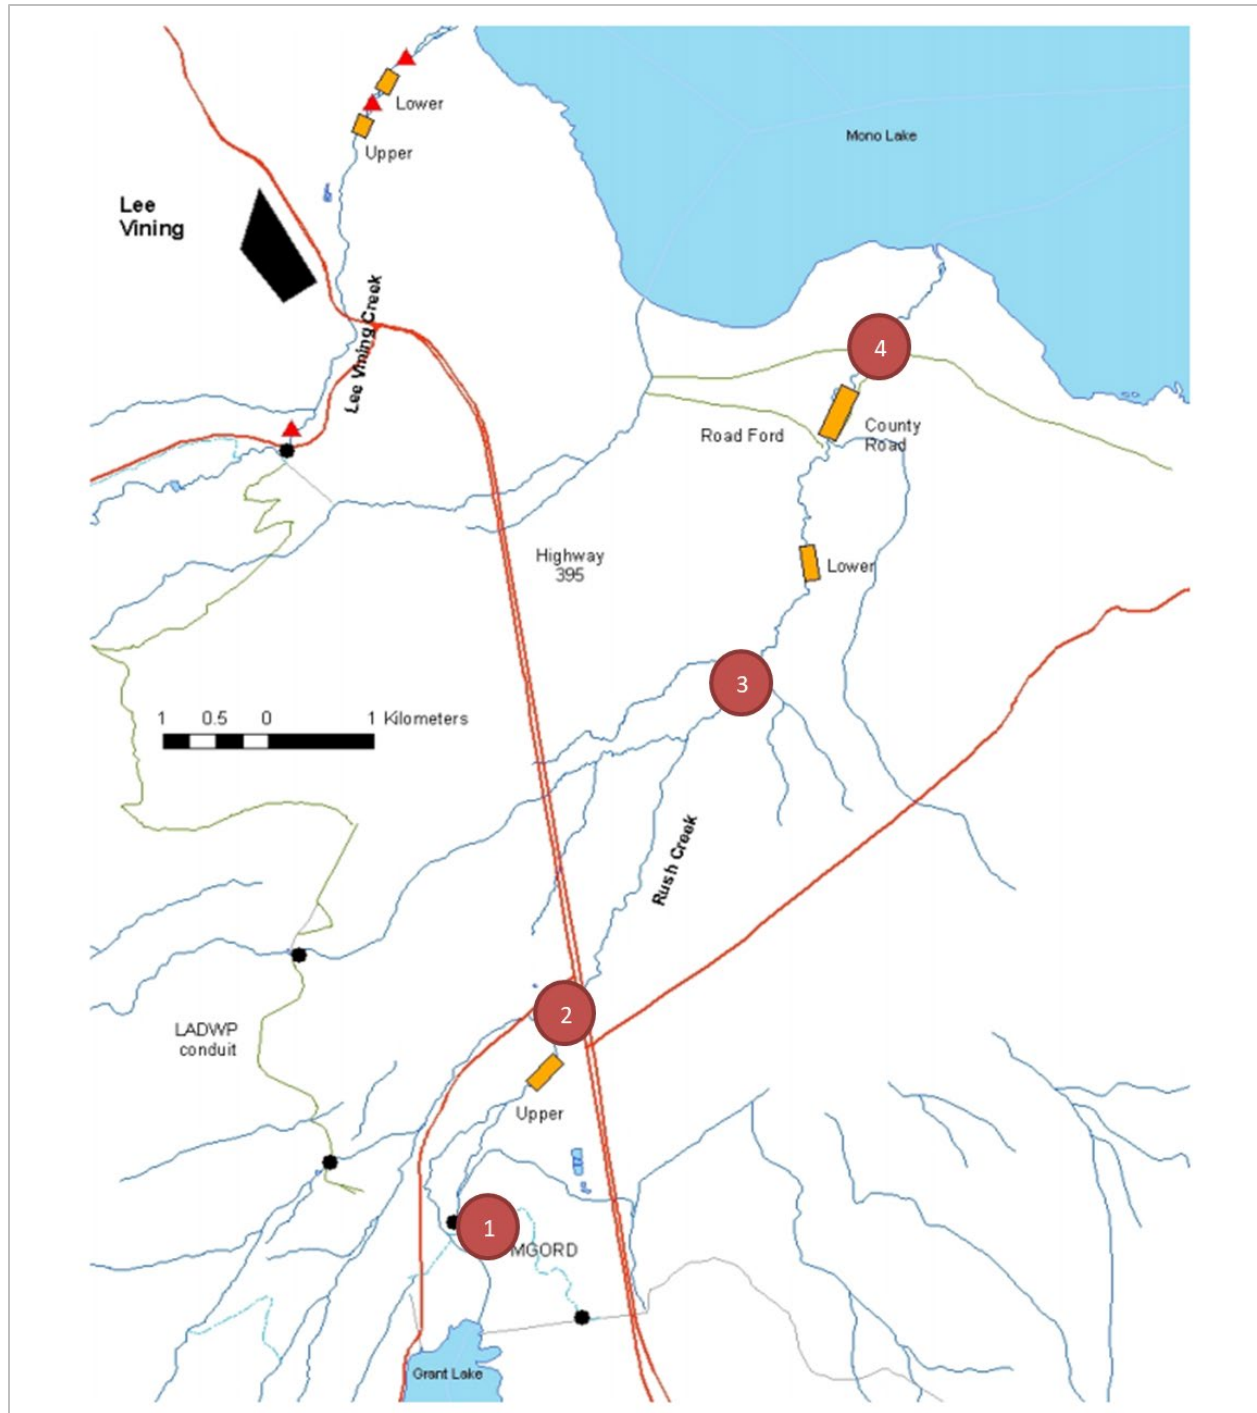 Lower
Upper
Mono Lake
Lee
Vining
Lee Vining Creek
4
Road Ford
County
Road
Highway
395
Lower
3
1 0.5 0 1 Kilometers
Rush Creek
2
LADWP
conduit
Upper
1
MGORD
Grant Lake